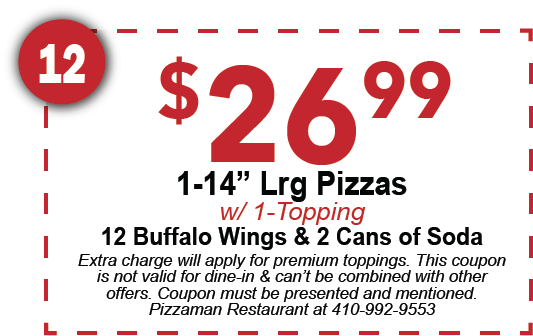 12
$26.99
1-14” Lrg Pizzas
w/ 1-Topping
12 Buffalo Wings & 2 Cans of Soda
Extra charge will apply for premium toppings. This coupon
is not valid for dine-in & can’t be combined with other
offers. Coupon must be presented and mentioned.
Pizzaman Restaurant at 410-992-9553